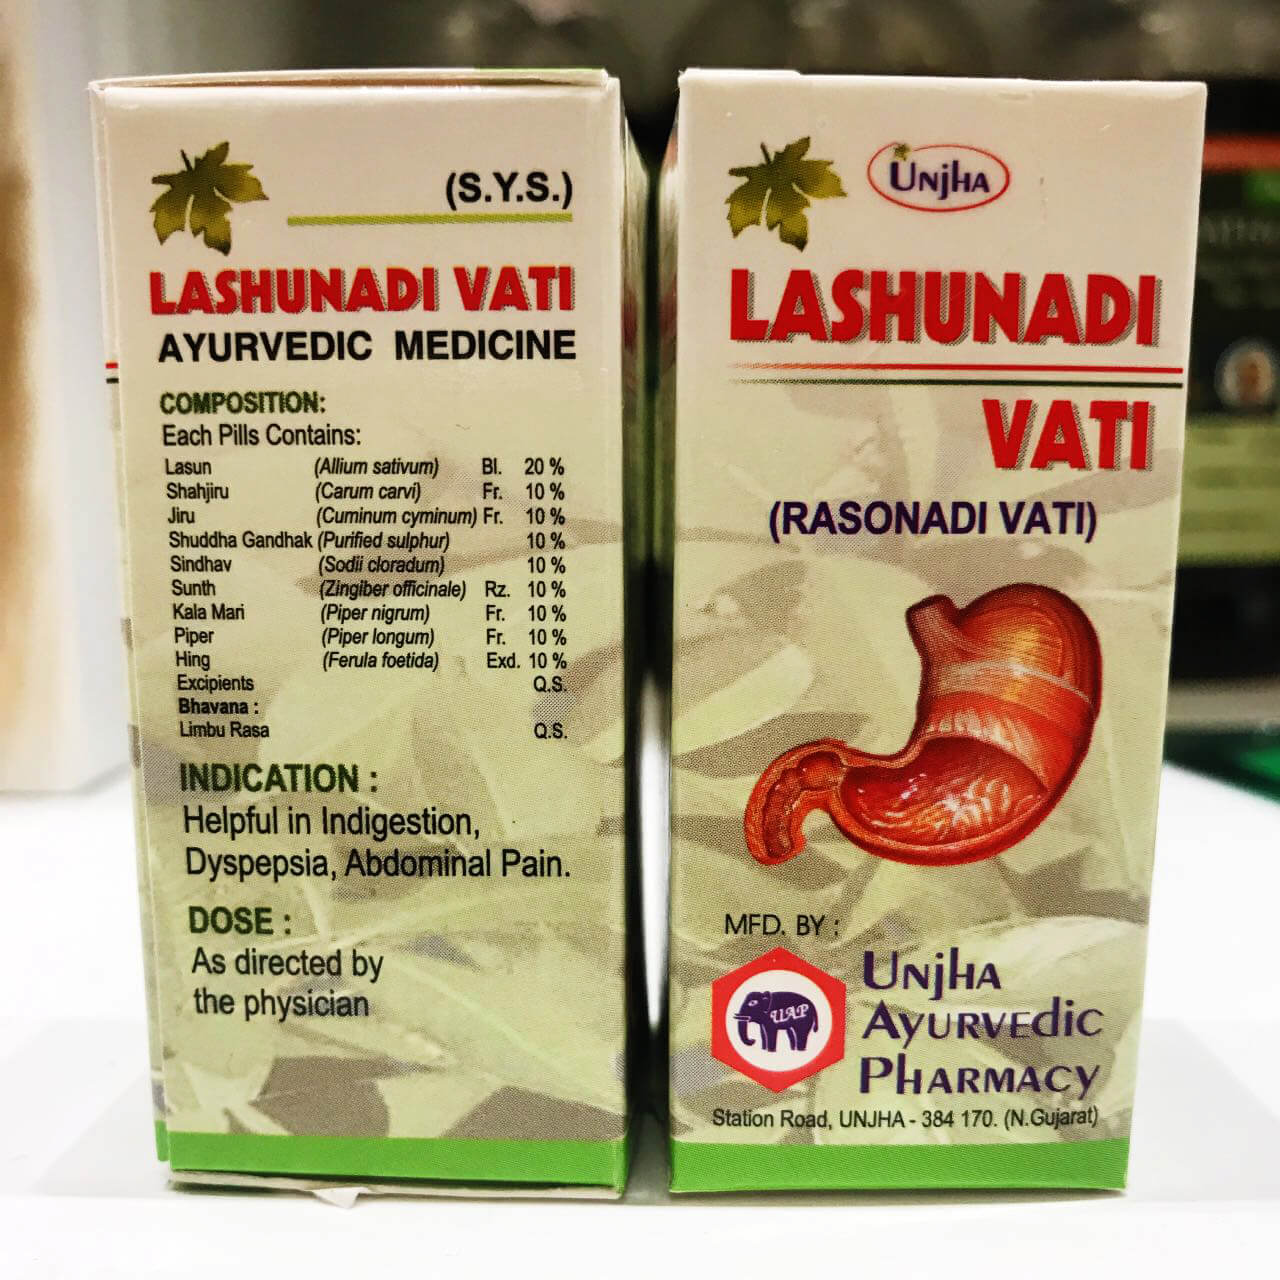 (S.Y.S.)
LASHUNADI VATI
AYURVEDIC MEDICINE
COMPOSITION:
Each Pills Contains:
Lasun (Allium sativum) Bl. 20 %
Shahjiru (Carum carvi) Fr. 10 %
Jiru (Cuminum cyminum) Fr. 10 %
Shuddha Gandhak (Purified sulphur) 10 %
Sindhav (Sodii cloradum) 10 %
Sunth (Zingiber officinale) Rz. 10 %
Kala Mari (Piper nigrum) Fr. 10 %
Piper (Piper longum) Fr. 10 %
Hing (Ferula foetida) Exd. 10 %
Excipients Q.S.
Bhavana :
Limbu Rasa Q.S.
INDICATION :
Helpful in Indigestion,
Dyspepsia, Abdominal Pain.
DOSE :
As directed by
the physician
UNJHA
LASHUNADI
VATI
(RASONADI VATI)
MFD. BY :
UAP
UNJHA
AYURVEDIC
PHARMACY
Station Road, UNJHA - 384 170. (N.Gujarat)